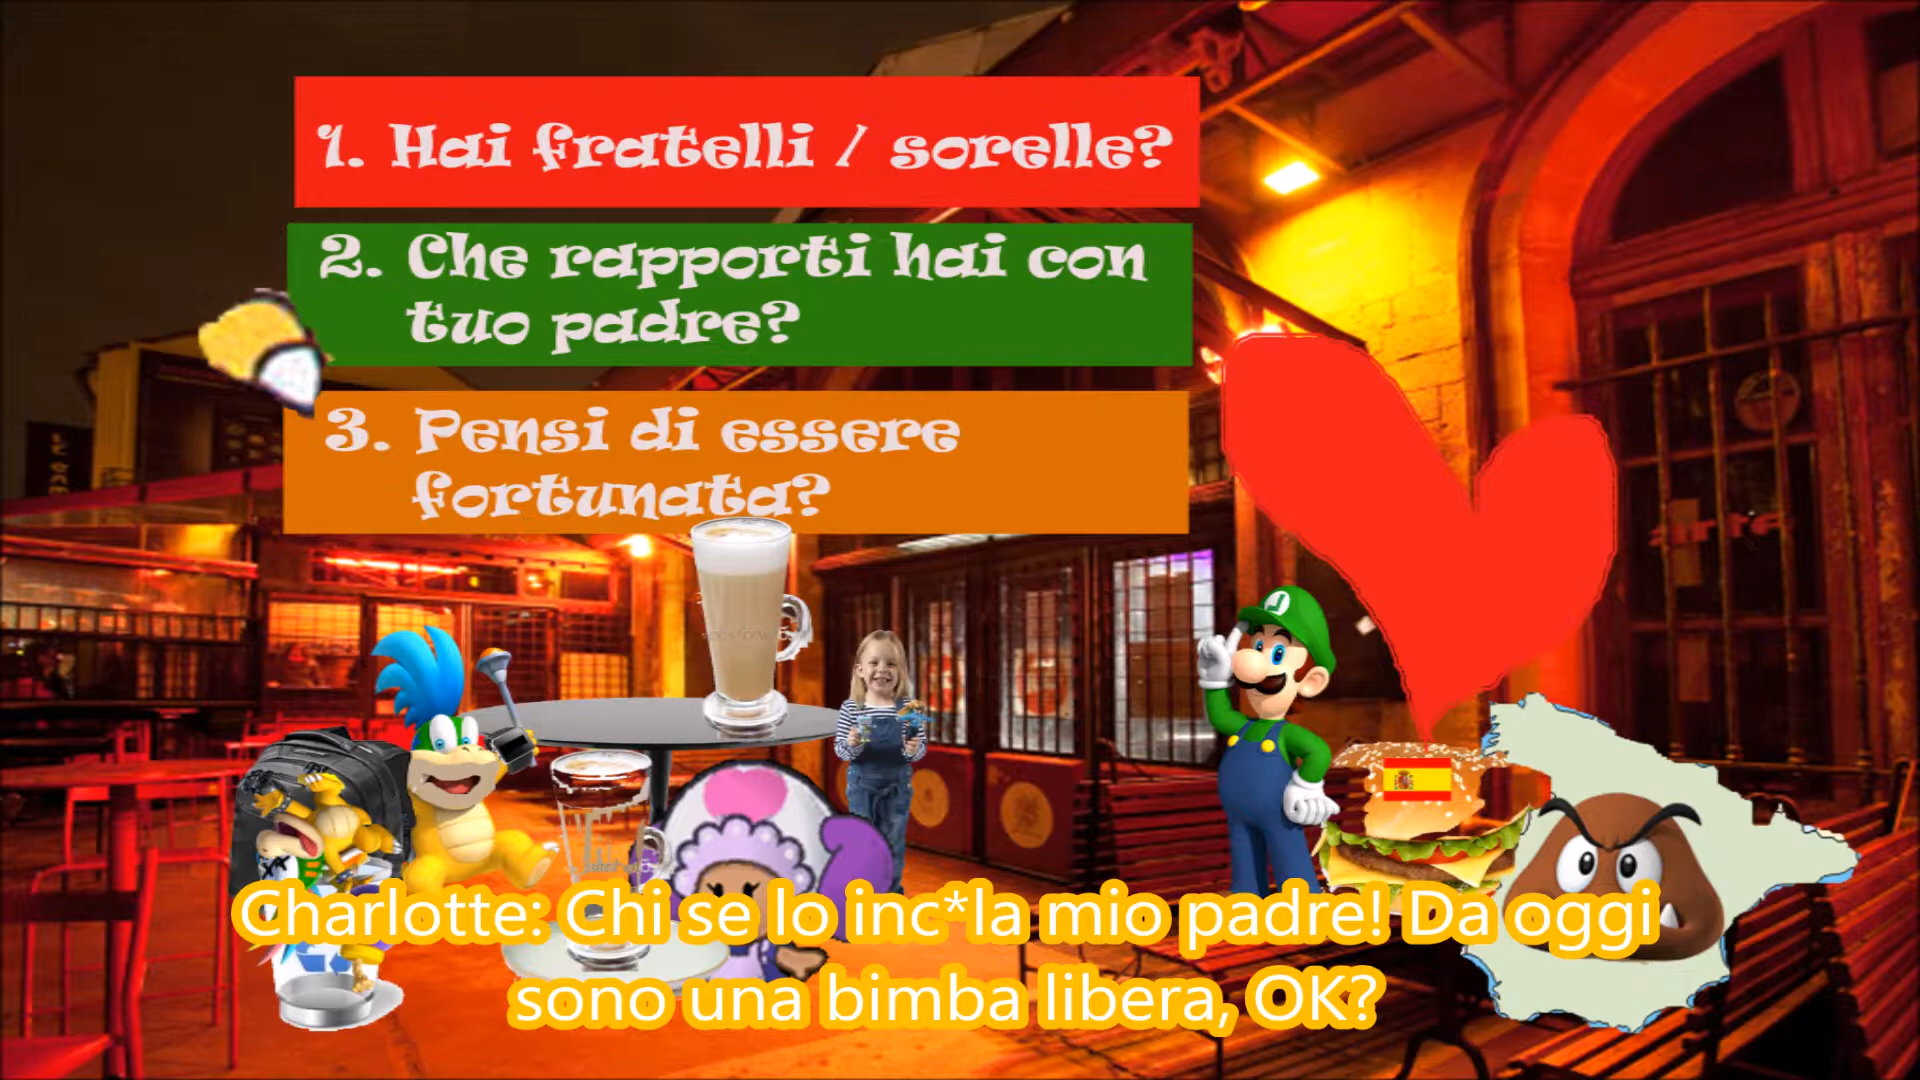 1. Hai fratelli / sorelle?
2. Che rapporti hai con
tuo padre?
3. Pensi di essere
fortunata?
L
Charlotte: Chi se lo inc*la mio padre! Da oggi
sono una bimba libera, OK?